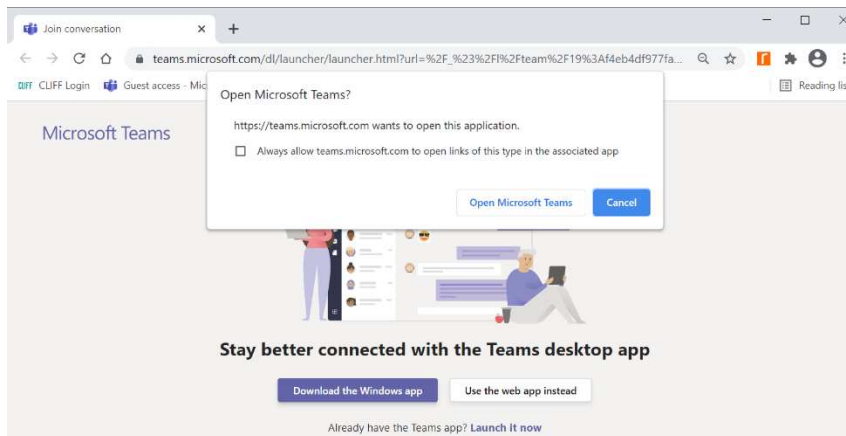 Join conversation
teams.microsoft.com/dl/launcher/launcher.html?url=%2F_%23%2Fl%2Fteam%2F19%3Af4eb4df977fa...
CLIFF CLIFF Login Guest access - Mic
Reading lis
Open Microsoft Teams?
https://teams.microsoft.com wants to open this application.
Always allow teams.microsoft.com to open links of this type in the associated app
Open Microsoft Teams Cancel
Microsoft Teams
Stay better connected with the Teams desktop app
Download the Windows app Use the web app instead
Already have the Teams app? Launch it now